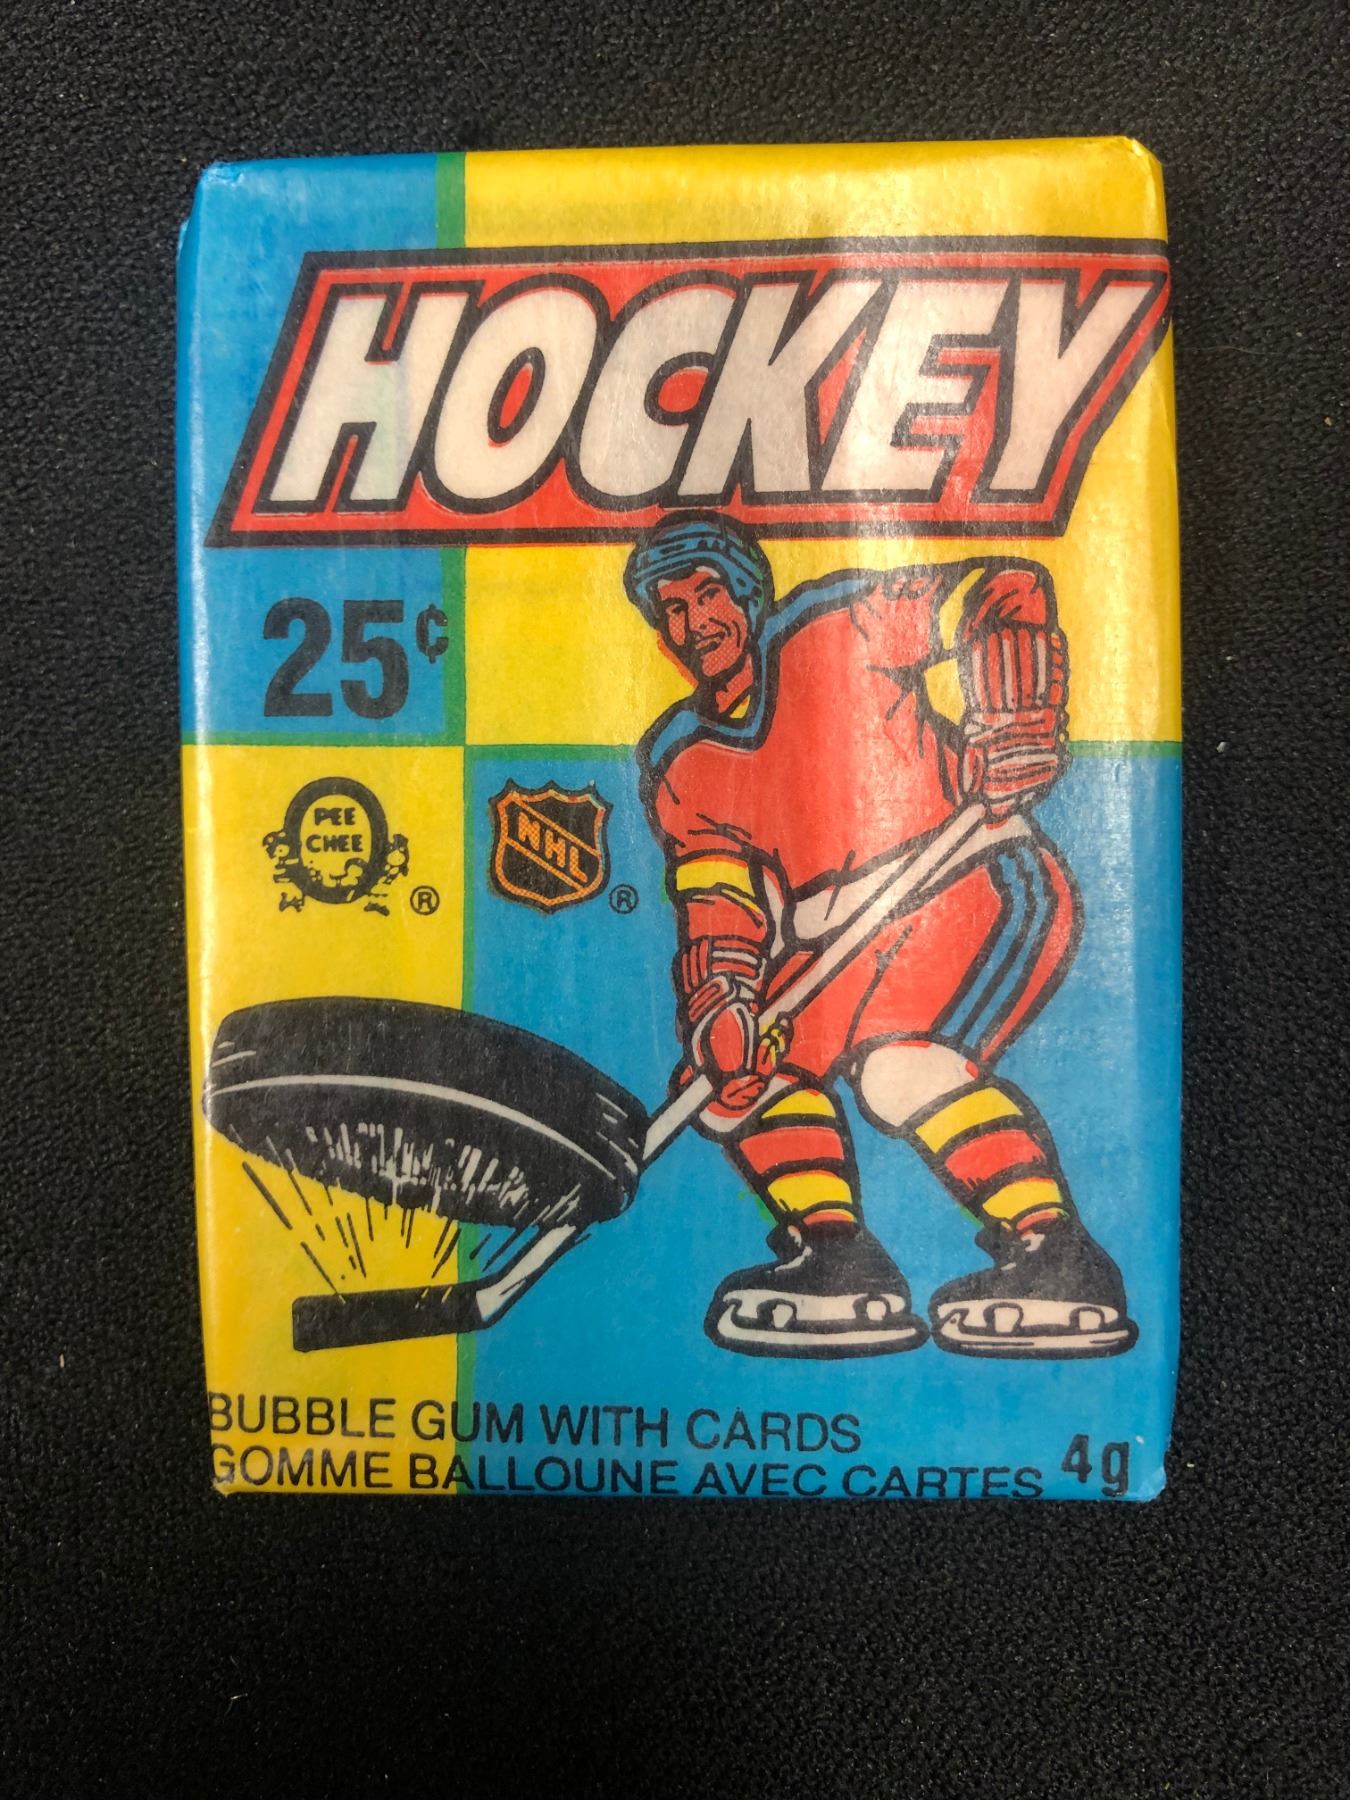 HOCKEY
25¢
O PEE CHEE ®
NHL ®
BUBBLE GUM WITH CARDS
GOMME BALLOUNE AVEC CARTES 4g